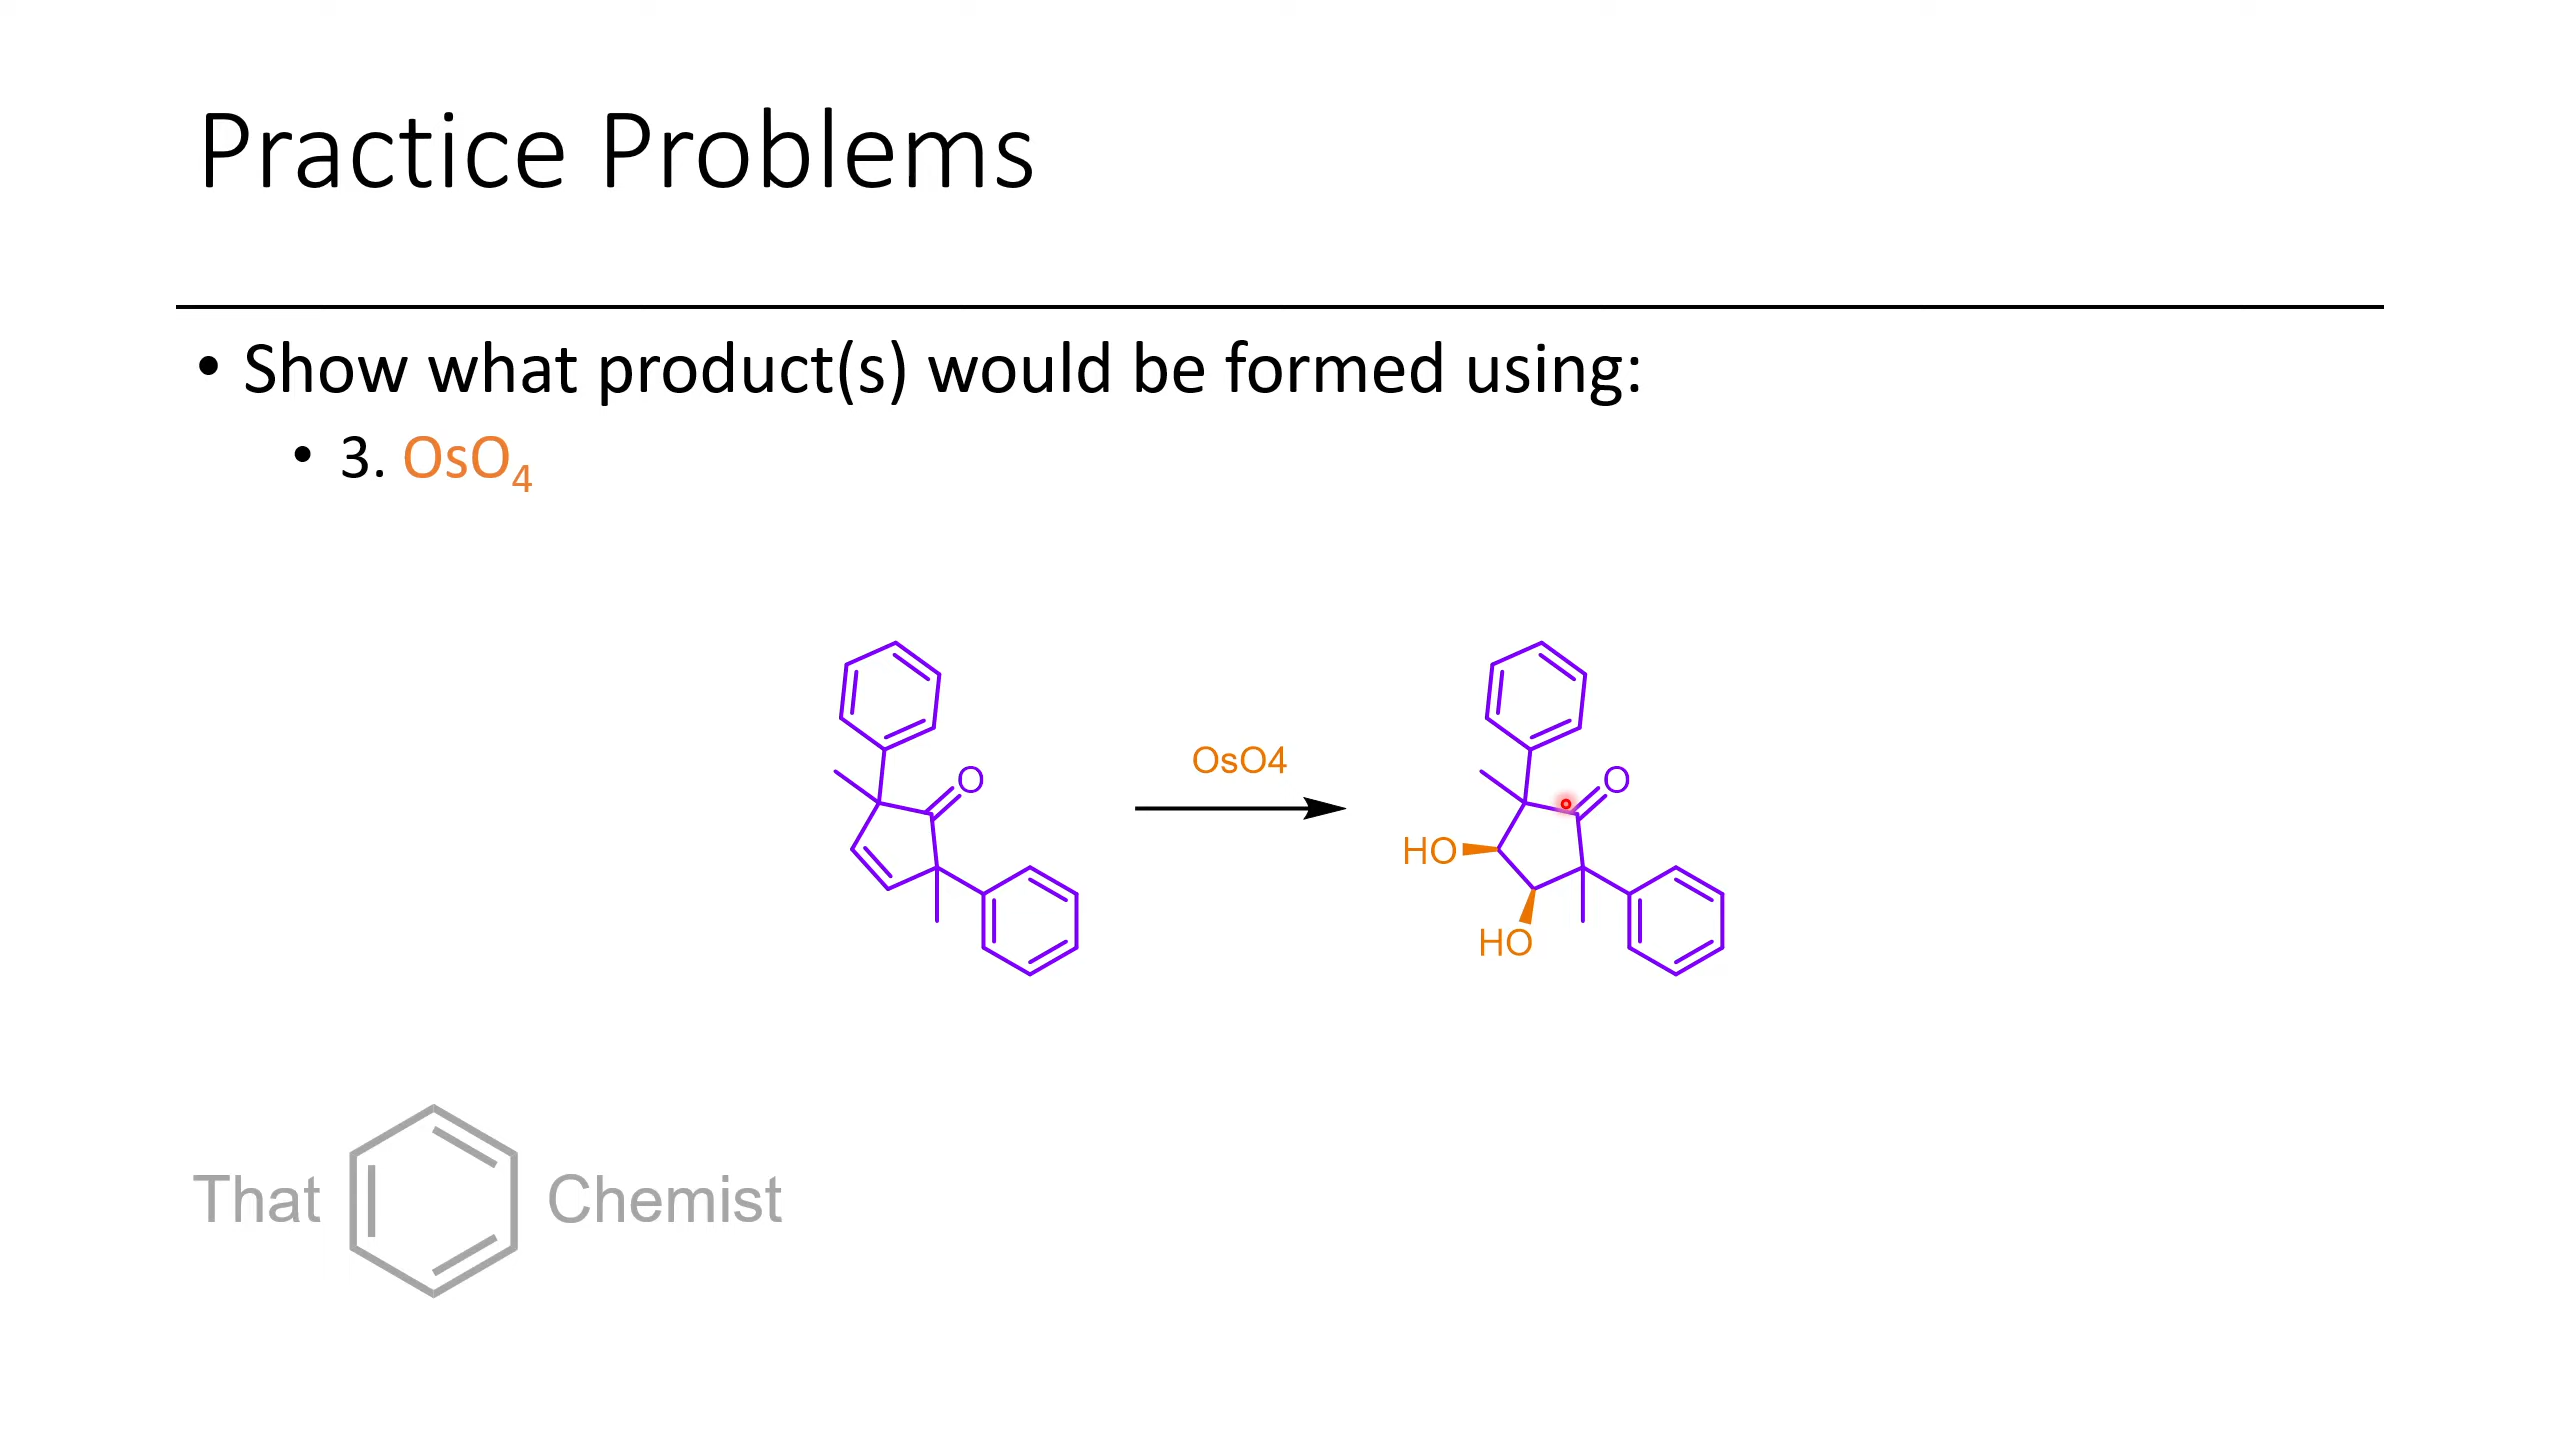 Practice Problems
• Show what product(s) would be formed using:
• 3. OsO₄
O
OsO4
O
HO
HO
That Chemist